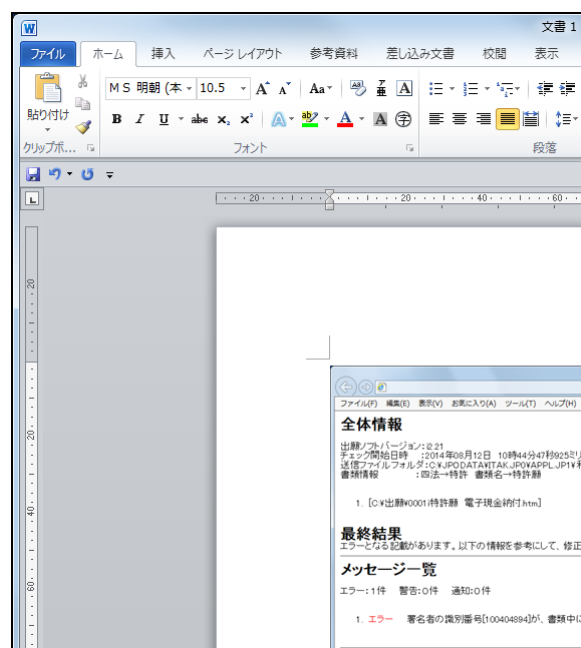 文書 1
ファイル ホーム 挿入 ページ レイアウト 参考資料 差し込み文書 校閲 表示
ＭＳ 明朝 (本 10.5 Aa
貼り付け
B I U abc x₂ x² A ab A A 字
クリップボ... フォント 段落
20 20 40 60
20
20
40
60
ファイル(F) 編集(E) 表示(V) お気に入り(A) ツール(T) ヘルプ(H)
全体情報
出願ソフトバージョン:i2.21
チェック開始日時 :2014年08月12日 10時44分47秒925ミリ
送信ファイルフォルダ:C:¥JPODATA¥ITAK.JP0¥APPL.JP1¥
書類情報 :四法→特許 書類名→特許願
1. [C:¥出願¥0001:特許願 電子現金納付.htm]
最終結果
エラーとなる記載があります。以下の情報を参考にして、修正
メッセージ一覧
エラー:1件 警告:0件 通知:0件
1. エラー 署名者の識別番号[100404894]が、書類中に